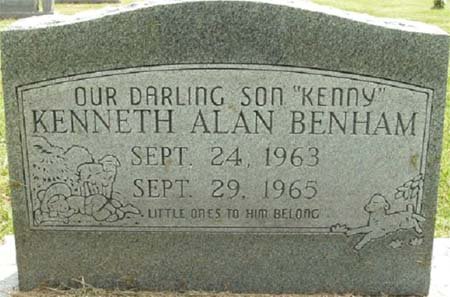 OUR DARLING SON "KENNY"
KENNETH ALAN BENHAM
SEPT. 24, 1963
SEPT. 29, 1965
LITTLE ONES TO HIM BELONG